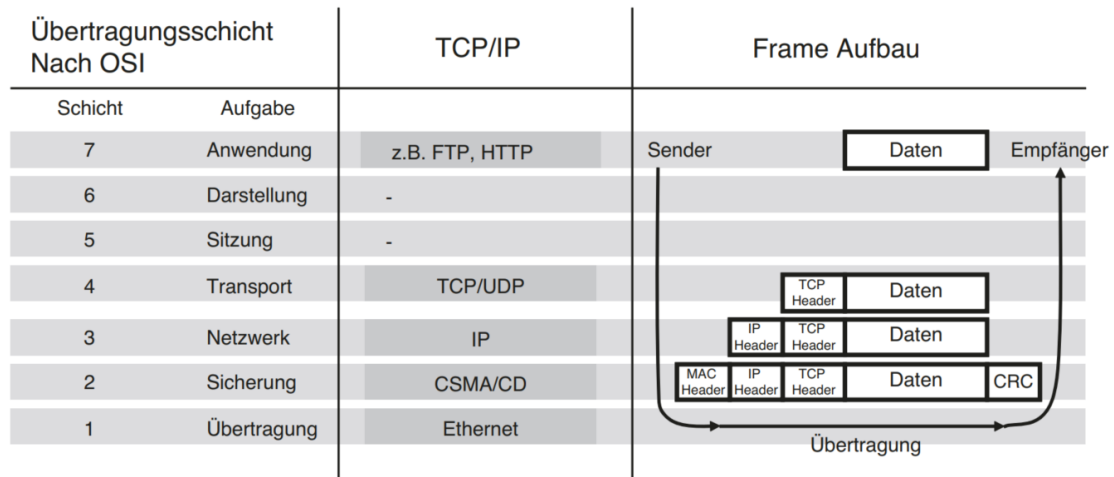 Übertragungsschicht
Nach OSI
TCP/IP
Frame Aufbau
Schicht Aufgabe
7 Anwendung z.B. FTP, HTTP Sender Daten Empfänger
6 Darstellung -
5 Sitzung -
4 Transport TCP/UDP TCP Header Daten
3 Netzwerk IP IP Header TCP Header Daten
2 Sicherung CSMA/CD MAC Header IP Header TCP Header Daten CRC
1 Übertragung Ethernet
Übertragung